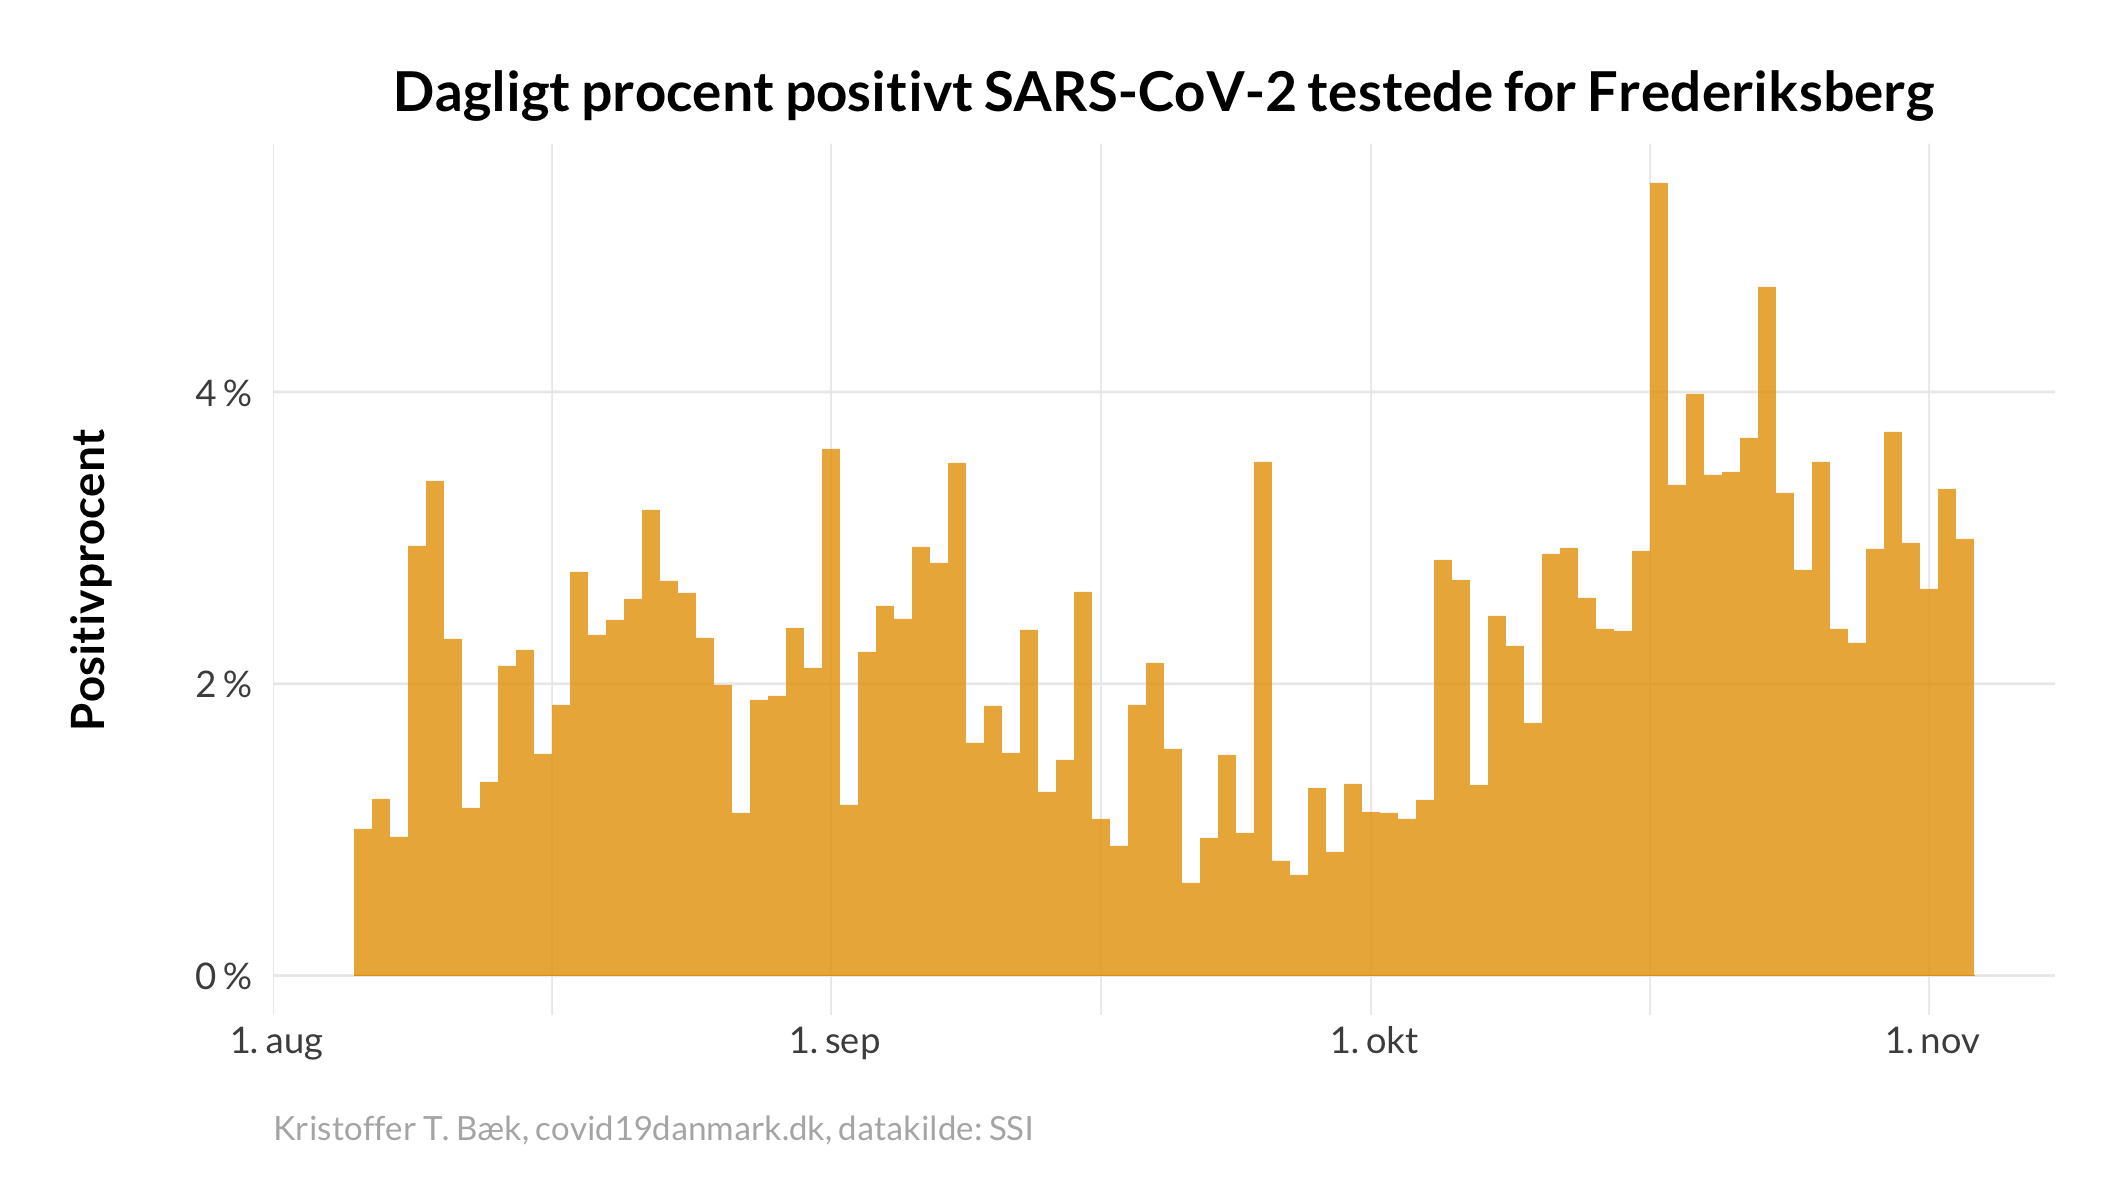 Dagligt procent positivt SARS-CoV-2 testede for Frederiksberg
Positivprocent
4 %
2 %
0 %
1. aug
1. sep
1. okt
1. nov
Kristoffer T. Bæk, covid19danmark.dk, datakilde: SSI